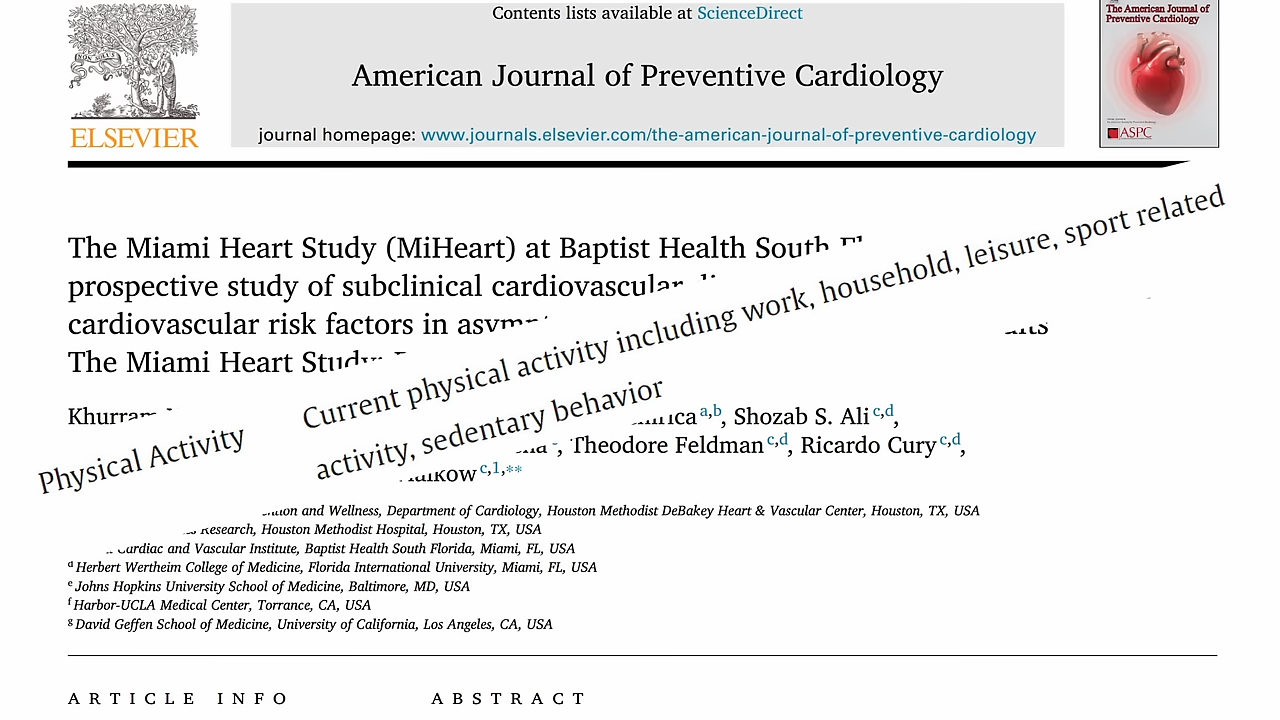 Contents lists available at ScienceDirect
American Journal of Preventive Cardiology
journal homepage: www.journals.elsevier.com/the-american-journal-of-preventive-cardiology
ELSEVIER
The American Journal of
Preventive Cardiology
ASPC
The Miami Heart Study (MiHeart) at Baptist Health South
prospective study of subclinical cardiovascular
cardiovascular risk factors in
The Miami Heart Study:
Physical Activity
Current physical activity including work, household, leisure, sport related
activity, sedentary behavior
a,b, Shozab S. Ali c,d,
Theodore Feldman c,d, Ricardo Cury c,d,
c,1,**
and Wellness, Department of Cardiology, Houston Methodist DeBakey Heart & Vascular Center, Houston, TX, USA
Research, Houston Methodist Hospital, Houston, TX, USA
Cardiac and Vascular Institute, Baptist Health South Florida, Miami, FL, USA
d Herbert Wertheim College of Medicine, Florida International University, Miami, FL, USA
e Johns Hopkins University School of Medicine, Baltimore, MD, USA
f Harbor-UCLA Medical Center, Torrance, CA, USA
g David Geffen School of Medicine, University of California, Los Angeles, CA, USA
ARTICLE INFO
ABSTRACT